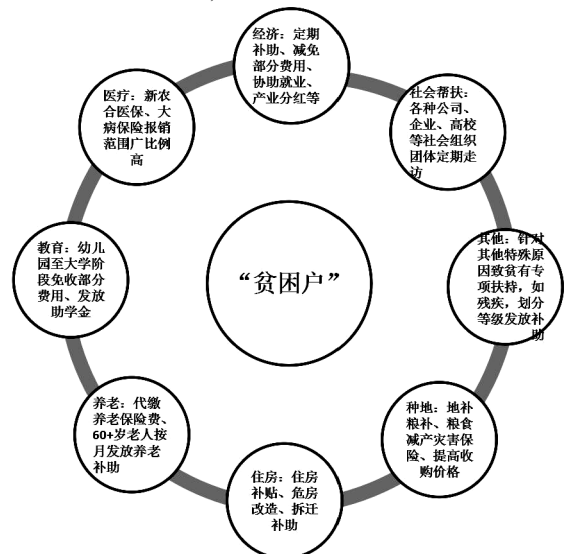 经济：定期
补助、减免
部分费用、
协助就业、
产业分红等
社会帮扶：
各种公司、
企业、高校
等社会组织
团体定期走
访
其他：针对
其他特殊原
因致贫有专
项扶持，如
残疾，划分
等级发放补
助
种地：地补
粮补、粮食
减产灾害保
险、提高收
购价格
住房：住房
补贴、危房
改造、拆迁
补助
养老：代缴
养老保险费、
60+岁老人按
月发放养老
补助
教育：幼儿
园至大学阶
段免收部分
费用、发放
助学金
医疗：新农
合医保、大
病保险报销
范围广比例
高
“贫困户”